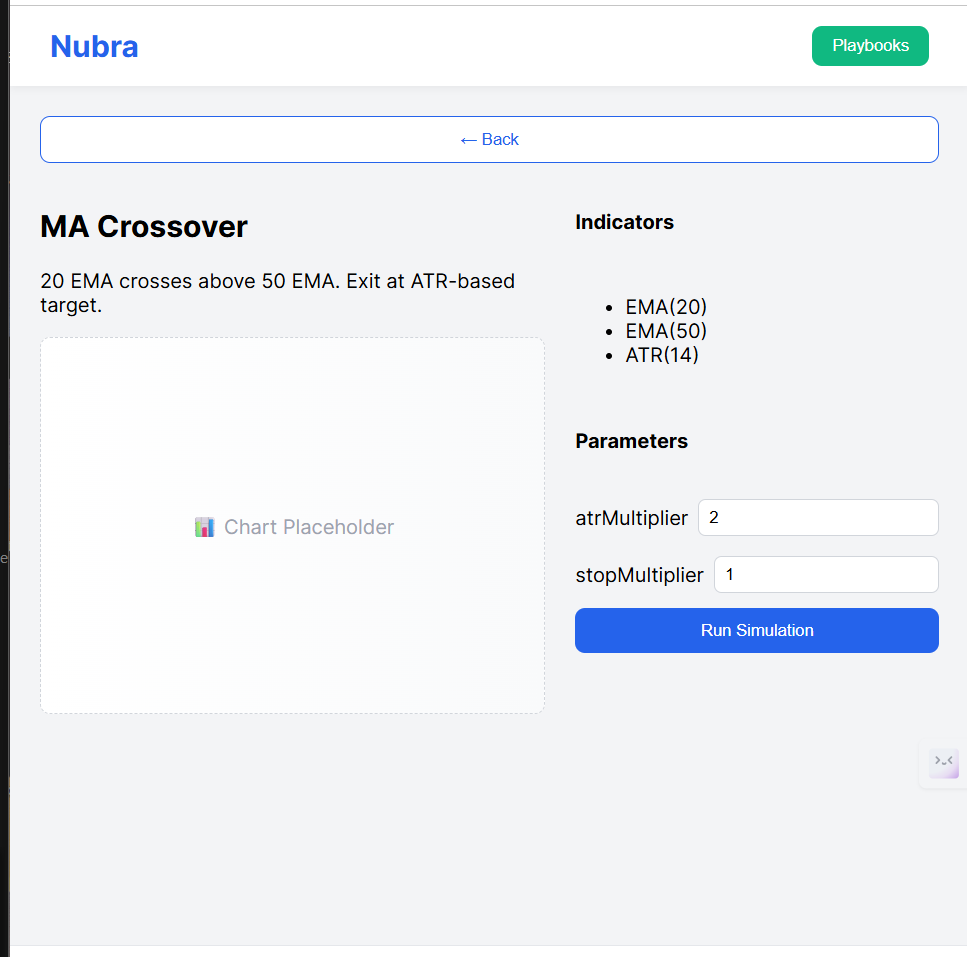 Nubra
Playbooks
← Back
MA Crossover
20 EMA crosses above 50 EMA. Exit at ATR-based
target.
Chart Placeholder
Indicators
• EMA(20)
• EMA(50)
• ATR(14)
Parameters
atrMultiplier 2
stopMultiplier 1
Run Simulation